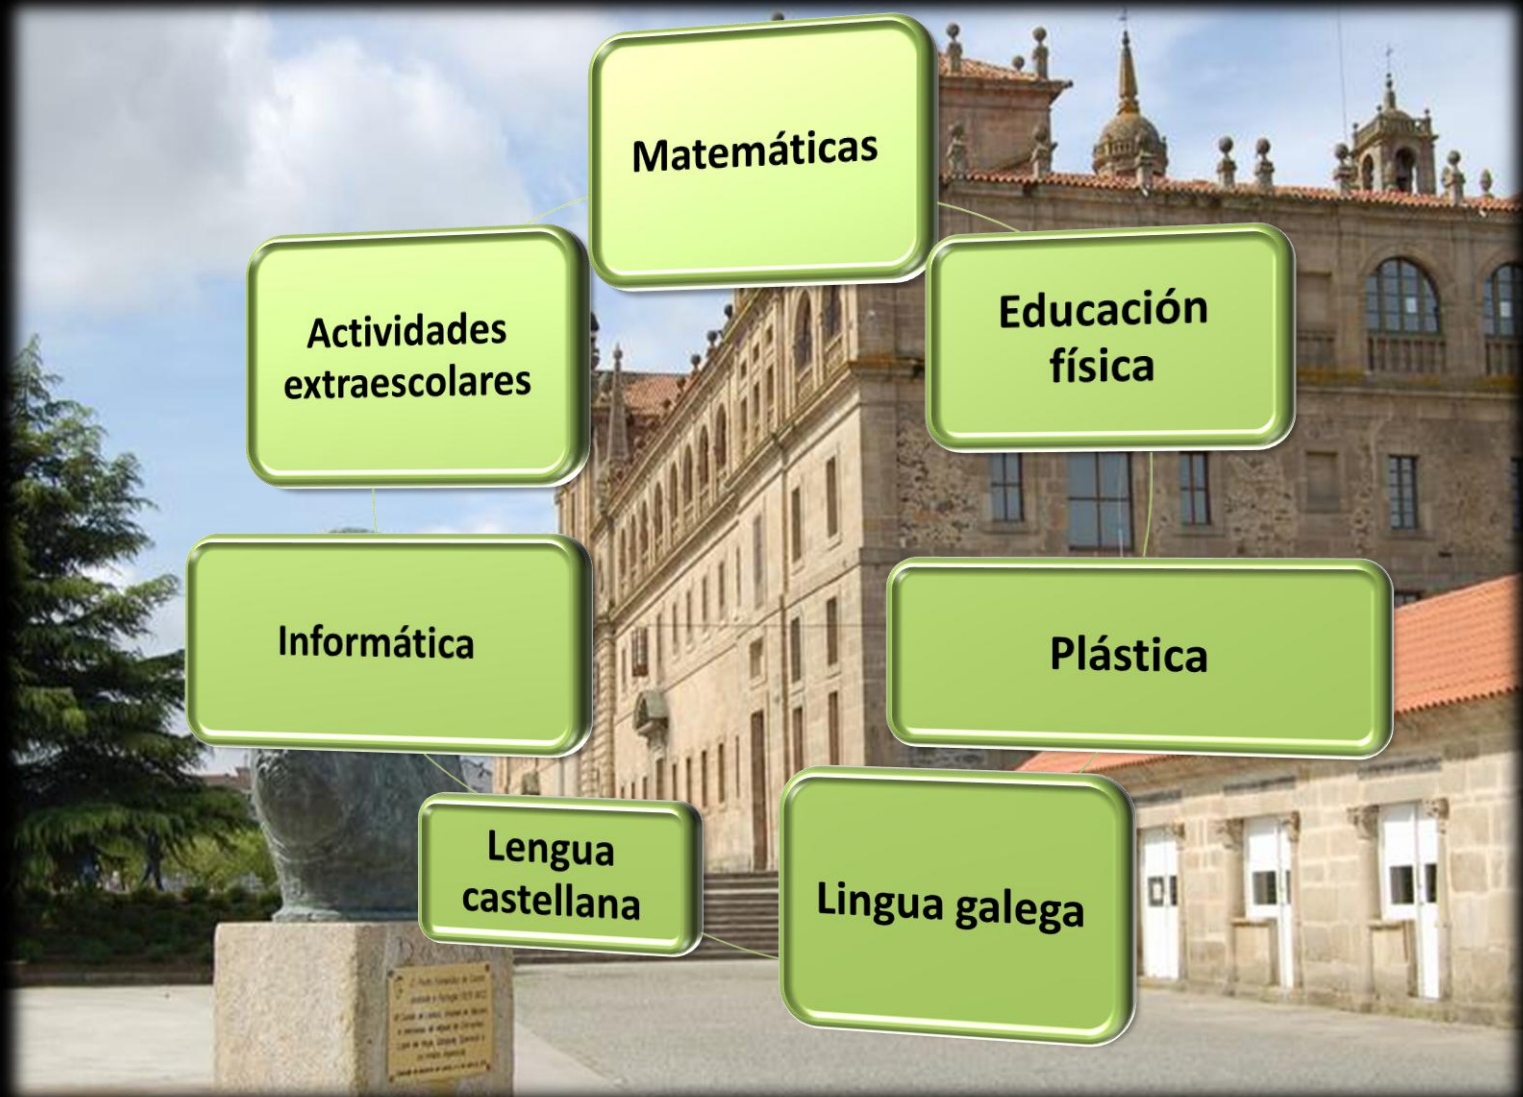 Matemáticas
Educación
física
Plástica
Lingua galega
Lengua
castellana
Informática
Actividades
extraescolares